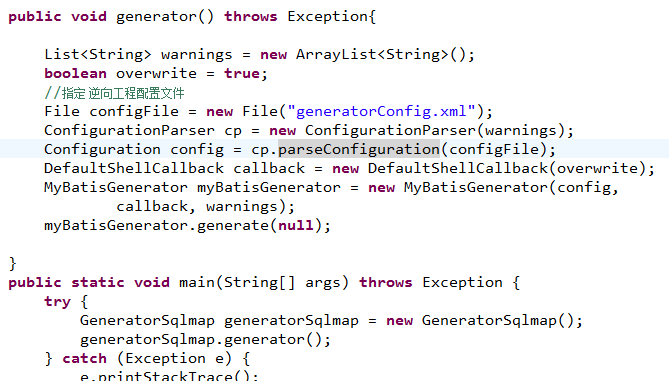 public void generator() throws Exception{
List<String> warnings = new ArrayList<String>();
boolean overwrite = true;
//指定 逆向工程配置文件
File configFile = new File("generatorConfig.xml");
ConfigurationParser cp = new ConfigurationParser(warnings);
Configuration config = cp.parseConfiguration(configFile);
DefaultShellCallback callback = new DefaultShellCallback(overwrite);
MyBatisGenerator myBatisGenerator = new MyBatisGenerator(config,
callback, warnings);
myBatisGenerator.generate(null);
}
public static void main(String[] args) throws Exception {
try {
GeneratorSqlmap generatorSqlmap = new GeneratorSqlmap();
generatorSqlmap.generator();
} catch (Exception e) {
e.printStackTrace();